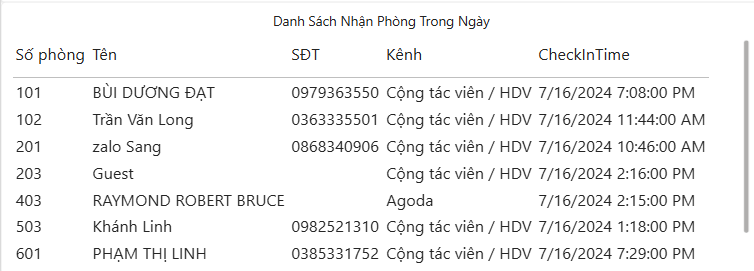 Danh Sách Nhận Phòng Trong Ngày
Số phòng Tên SĐT Kênh CheckInTime
101 BÙI DƯƠNG ĐẠT 0979363550 Cộng tác viên / HDV 7/16/2024 7:08:00 PM
102 Trần Văn Long 0363335501 Cộng tác viên / HDV 7/16/2024 11:44:00 AM
201 zalo Sang 0868340906 Cộng tác viên / HDV 7/16/2024 10:46:00 AM
203 Guest Cộng tác viên / HDV 7/16/2024 2:16:00 PM
403 RAYMOND ROBERT BRUCE Agoda 7/16/2024 2:15:00 PM
503 Khánh Linh 0982521310 Cộng tác viên / HDV 7/16/2024 1:18:00 PM
601 PHẠM THỊ LINH 0385331752 Cộng tác viên / HDV 7/16/2024 7:29:00 PM